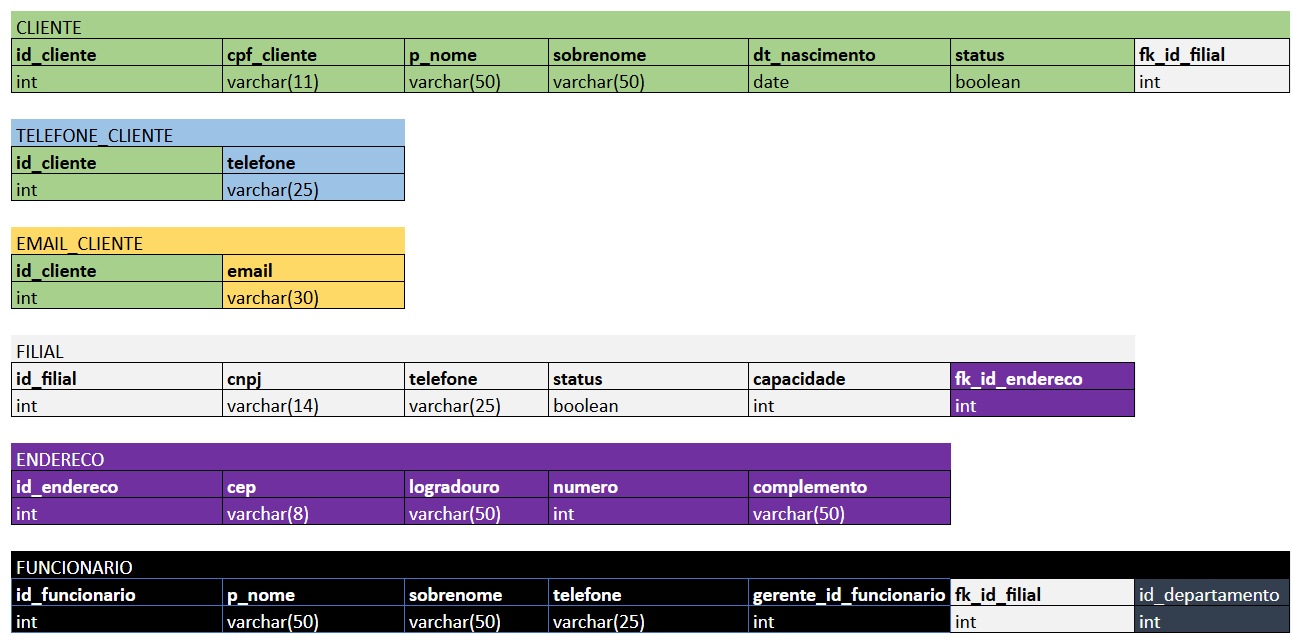 CLIENTE
id_cliente cpf_cliente p_nome sobrenome dt_nascimento status fk_id_filial
int varchar(11) varchar(50) varchar(50) date boolean int
TELEFONE_CLIENTE
id_cliente telefone
int varchar(25)
EMAIL_CLIENTE
id_cliente email
int varchar(30)
FILIAL
id_filial cnpj telefone status capacidade fk_id_endereco
int varchar(14) varchar(25) boolean int int
ENDERECO
id_endereco cep logradouro numero complemento
int varchar(8) varchar(50) int varchar(50)
FUNCIONARIO
id_funcionario p_nome sobrenome telefone gerente_id_funcionario fk_id_filial id_departamento
int varchar(50) varchar(50) varchar(25) int int int